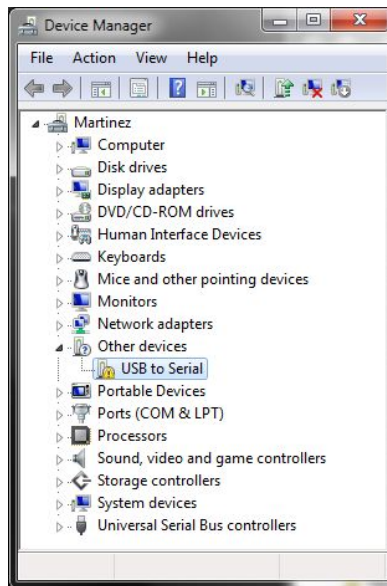 Device Manager
File Action View Help
Martinez
Computer
Disk drives
Display adapters
DVD/CD-ROM drives
Human Interface Devices
Keyboards
Mice and other pointing devices
Monitors
Network adapters
Other devices
USB to Serial
Portable Devices
Ports (COM & LPT)
Processors
Sound, video and game controllers
Storage controllers
System devices
Universal Serial Bus controllers